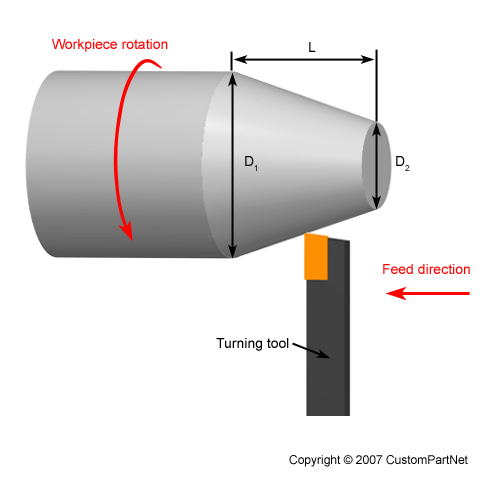 Workpiece rotation
L
D1
D2
Feed direction
Turning tool
Copyright © 2007 CustomPartNet